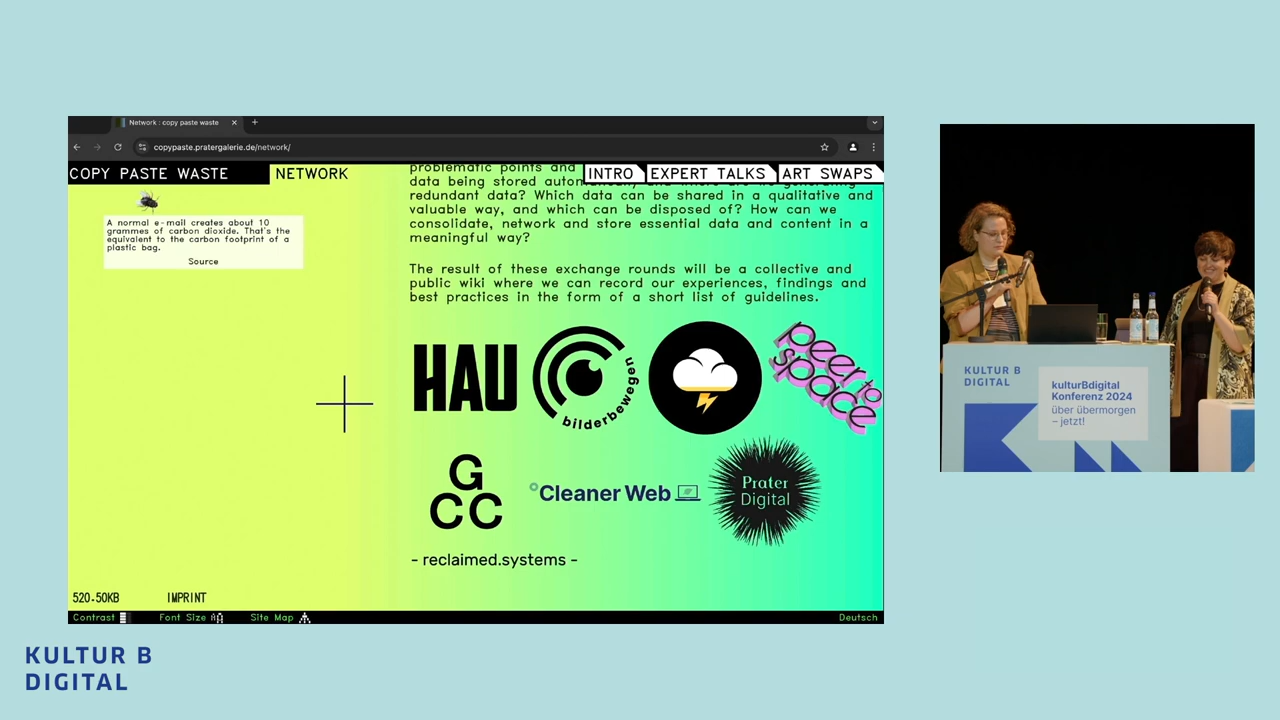 Network : copy paste waste
copypaste.pratergalerie.de/network/
COPY PASTE WASTE
NETWORK
INTRO
EXPERT TALKS
ART SWAPS
A normal e-mail creates about 10
grammes of carbon dioxide. That's the
equivalent to the carbon footprint of a
plastic bag.
Source
problematic points and
data being stored
redundant data? Which data can be shared in a qualitative and
valuable way, and which can be disposed of? How can we
consolidate, network and store essential data and content in a
meaningful way?
The result of these exchange rounds will be a collective and
public wiki where we can record our experiences, findings and
best practices in the form of a short list of guidelines.
HAU
bilderbewegen
peer to
space
G
CC
°Cleaner Web
Prater
Digital
- reclaimed.systems -
520.50KB
IMPRINT
Contrast
Font Size
Site Map
Deutsch
KULTUR B
DIGITAL
kulturBdigital
Konferenz 2024
über übermorgen
– jetzt!
KULTUR B
DIGITAL